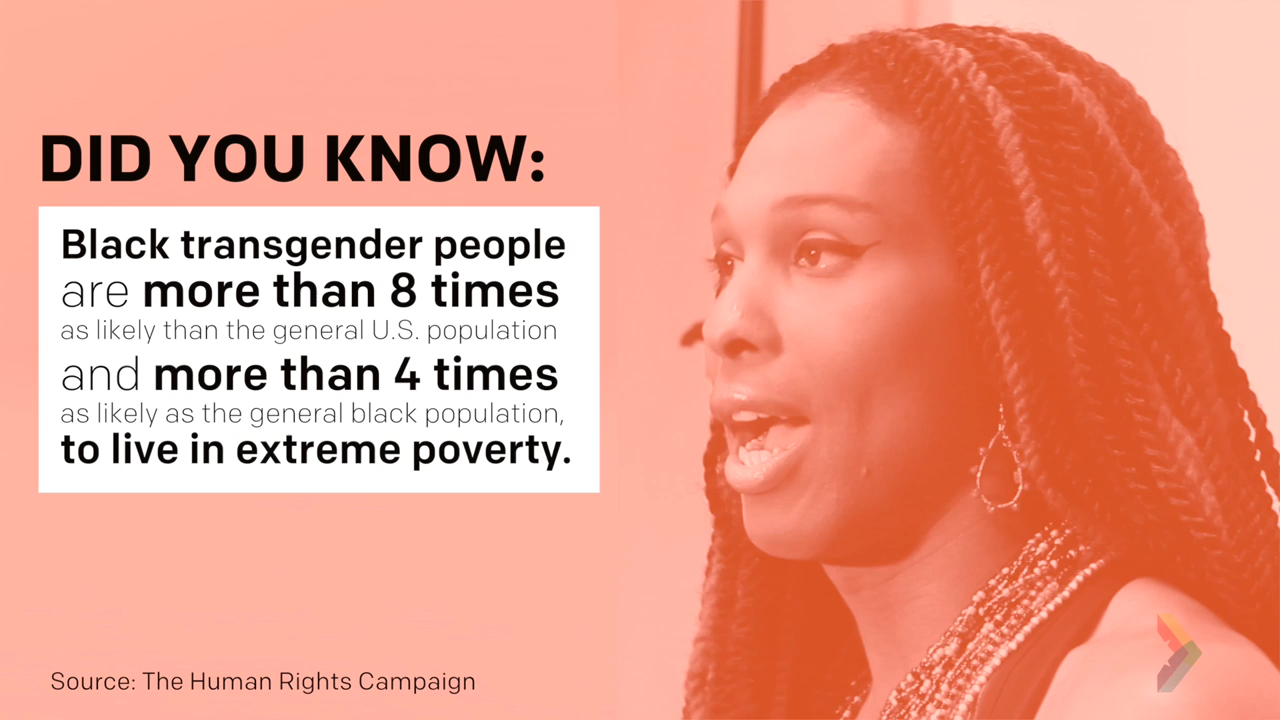 DID YOU KNOW:
Black transgender people
are more than 8 times
as likely than the general U.S. population
and more than 4 times
as likely as the general black population,
to live in extreme poverty.
Source: The Human Rights Campaign